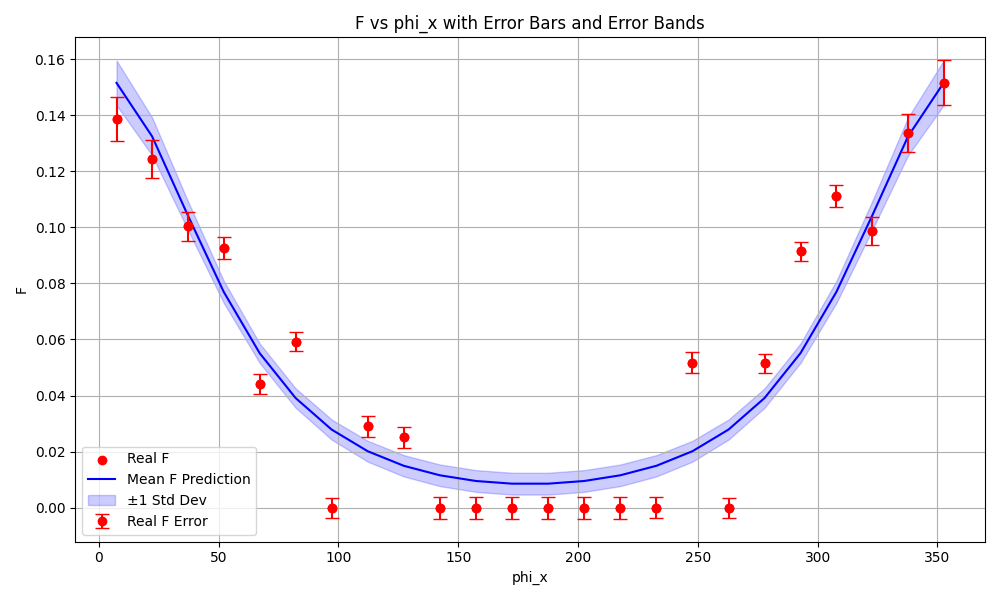 F vs phi_x with Error Bars and Error Bands
0.16
0.14
0.12
0.10
0.08
0.06
0.04
0.02
0.00
F
Real F
Mean F Prediction
±1 Std Dev
Real F Error
0 50 100 150 200 250 300 350
phi_x